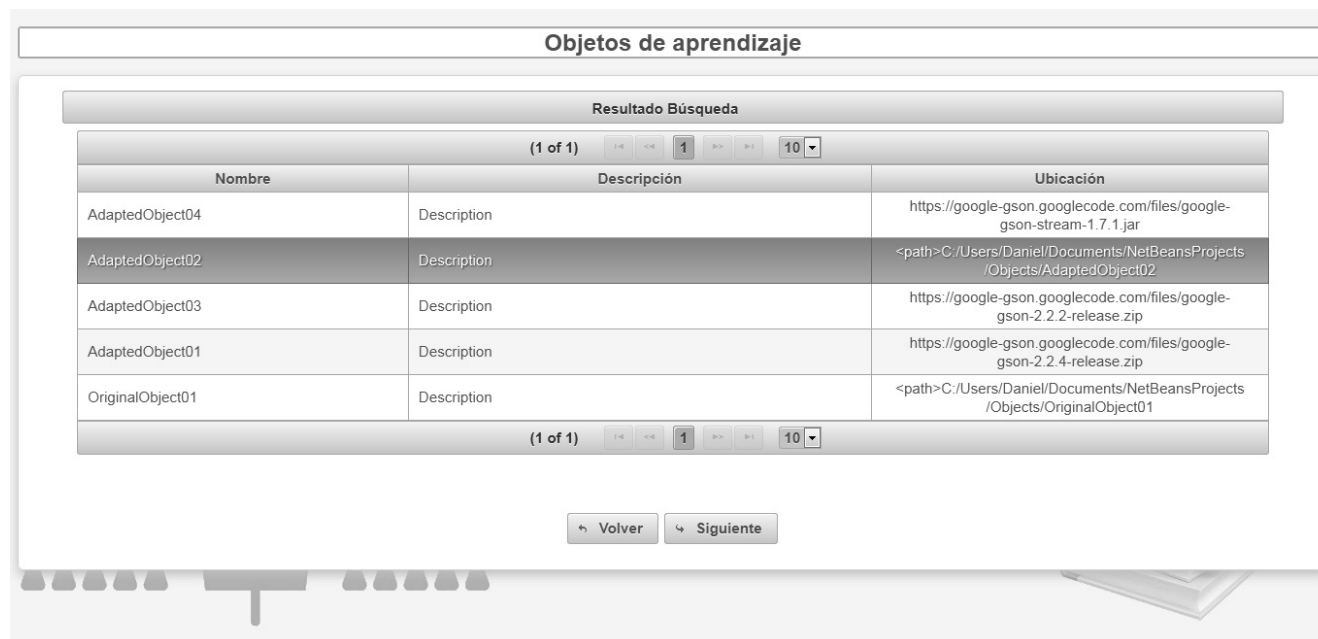 Objetos de aprendizaje
Resultado Búsqueda
(1 of 1) 1 10
Nombre Descripción Ubicación
AdaptedObject04 Description https://google-gson.googlecode.com/files/google-
gson-stream-1.7.1.jar
AdaptedObject02 Description <path>C:/Users/Daniel/Documents/NetBeansProjects
/Objects/AdaptedObject02
AdaptedObject03 Description https://google-gson.googlecode.com/files/google-
gson-2.2.2-release.zip
AdaptedObject01 Description https://google-gson.googlecode.com/files/google-
gson-2.2.4-release.zip
OriginalObject01 Description <path>C:/Users/Daniel/Documents/NetBeansProjects
/Objects/OriginalObject01
(1 of 1) 1 10
Volver Siguiente